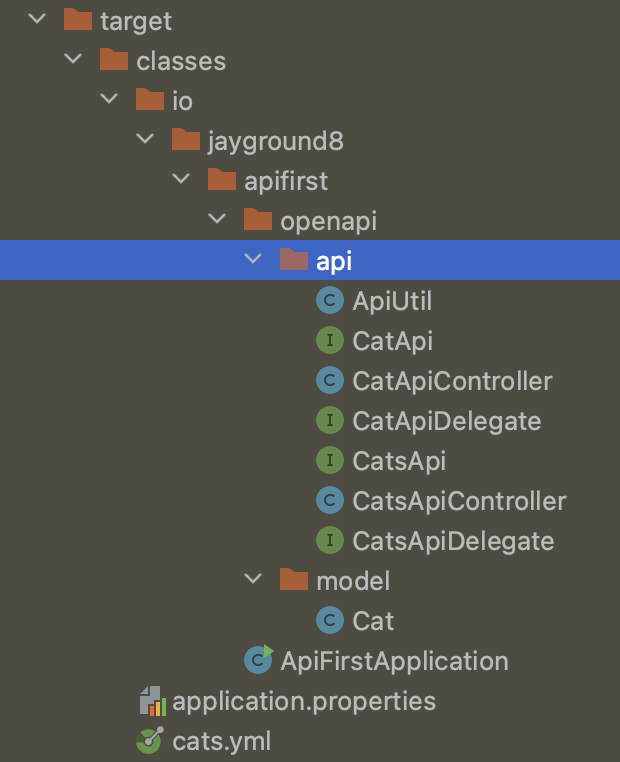 target
classes
io
jayground8
apifirst
openapi
api
C ApiUtil
I CatApi
C CatApiController
I CatApiDelegate
I CatsApi
C CatsApiController
I CatsApiDelegate
model
C Cat
C ApiFirstApplication
application.properties
cats.yml